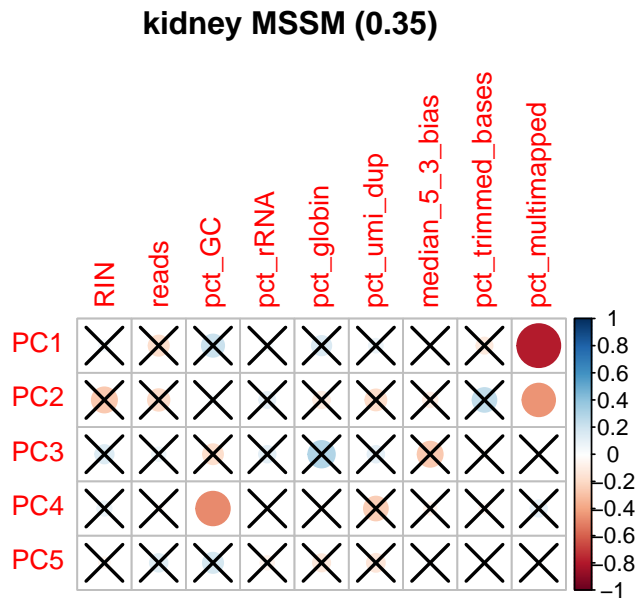 kidney MSSM (0.35)
RIN
reads
pct_GC
pct_rRNA
pct_globin
pct_umi_dup
median_5_3_bias
pct_trimmed_bases
pct_multimapped
PC1
PC2
PC3
PC4
PC5
1
0.8
0.6
0.4
0.2
0
−0.2
−0.4
−0.6
−0.8
−1